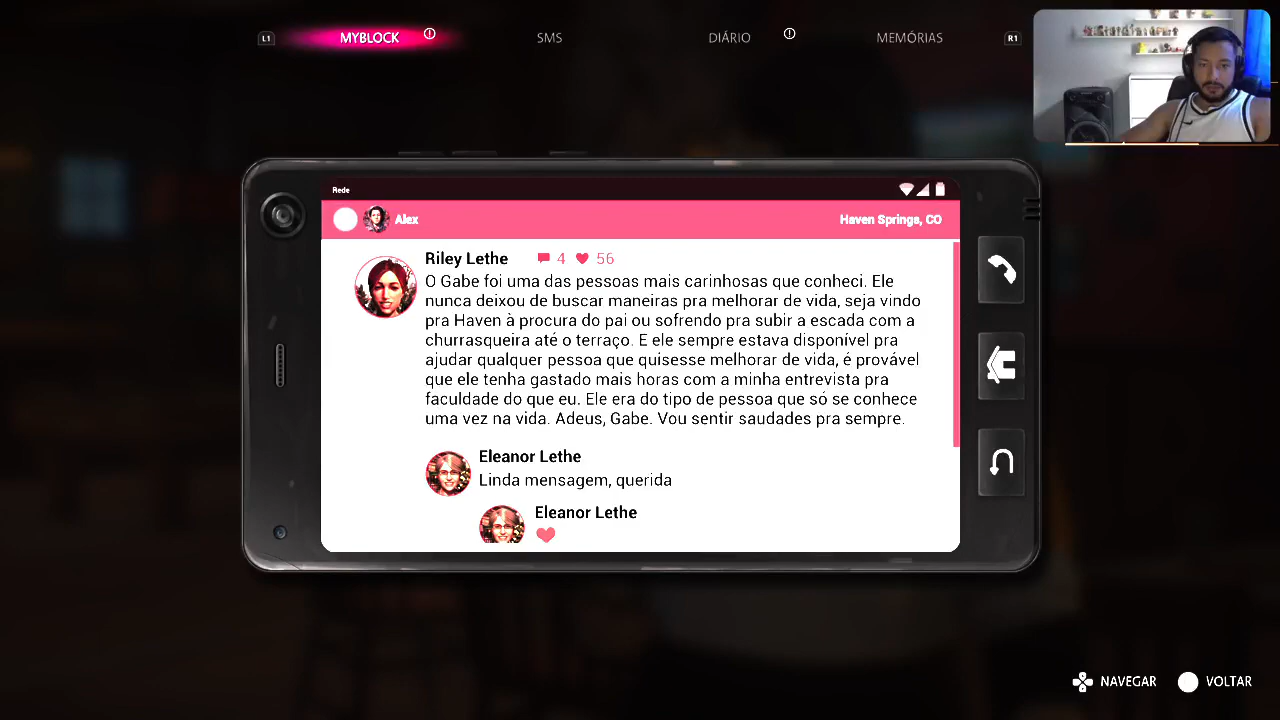 L1
MYBLOCK
SMS
DIÁRIO
MEMÓRIAS
R1
Rede
Alex
Haven Springs, CO
Riley Lethe 4 56
O Gabe foi uma das pessoas mais carinhosas que conheci. Ele
nunca deixou de buscar maneiras pra melhorar de vida, seja vindo
pra Haven à procura do pai ou sofrendo pra subir a escada com a
churrasqueira até o terraço. E ele sempre estava disponível pra
ajudar qualquer pessoa que quisesse melhorar de vida, é provável
que ele tenha gastado mais horas com a minha entrevista pra
faculdade do que eu. Ele era do tipo de pessoa que só se conhece
uma vez na vida. Adeus, Gabe. Vou sentir saudades pra sempre.
Eleanor Lethe
Linda mensagem, querida
Eleanor Lethe
NAVEGAR
VOLTAR